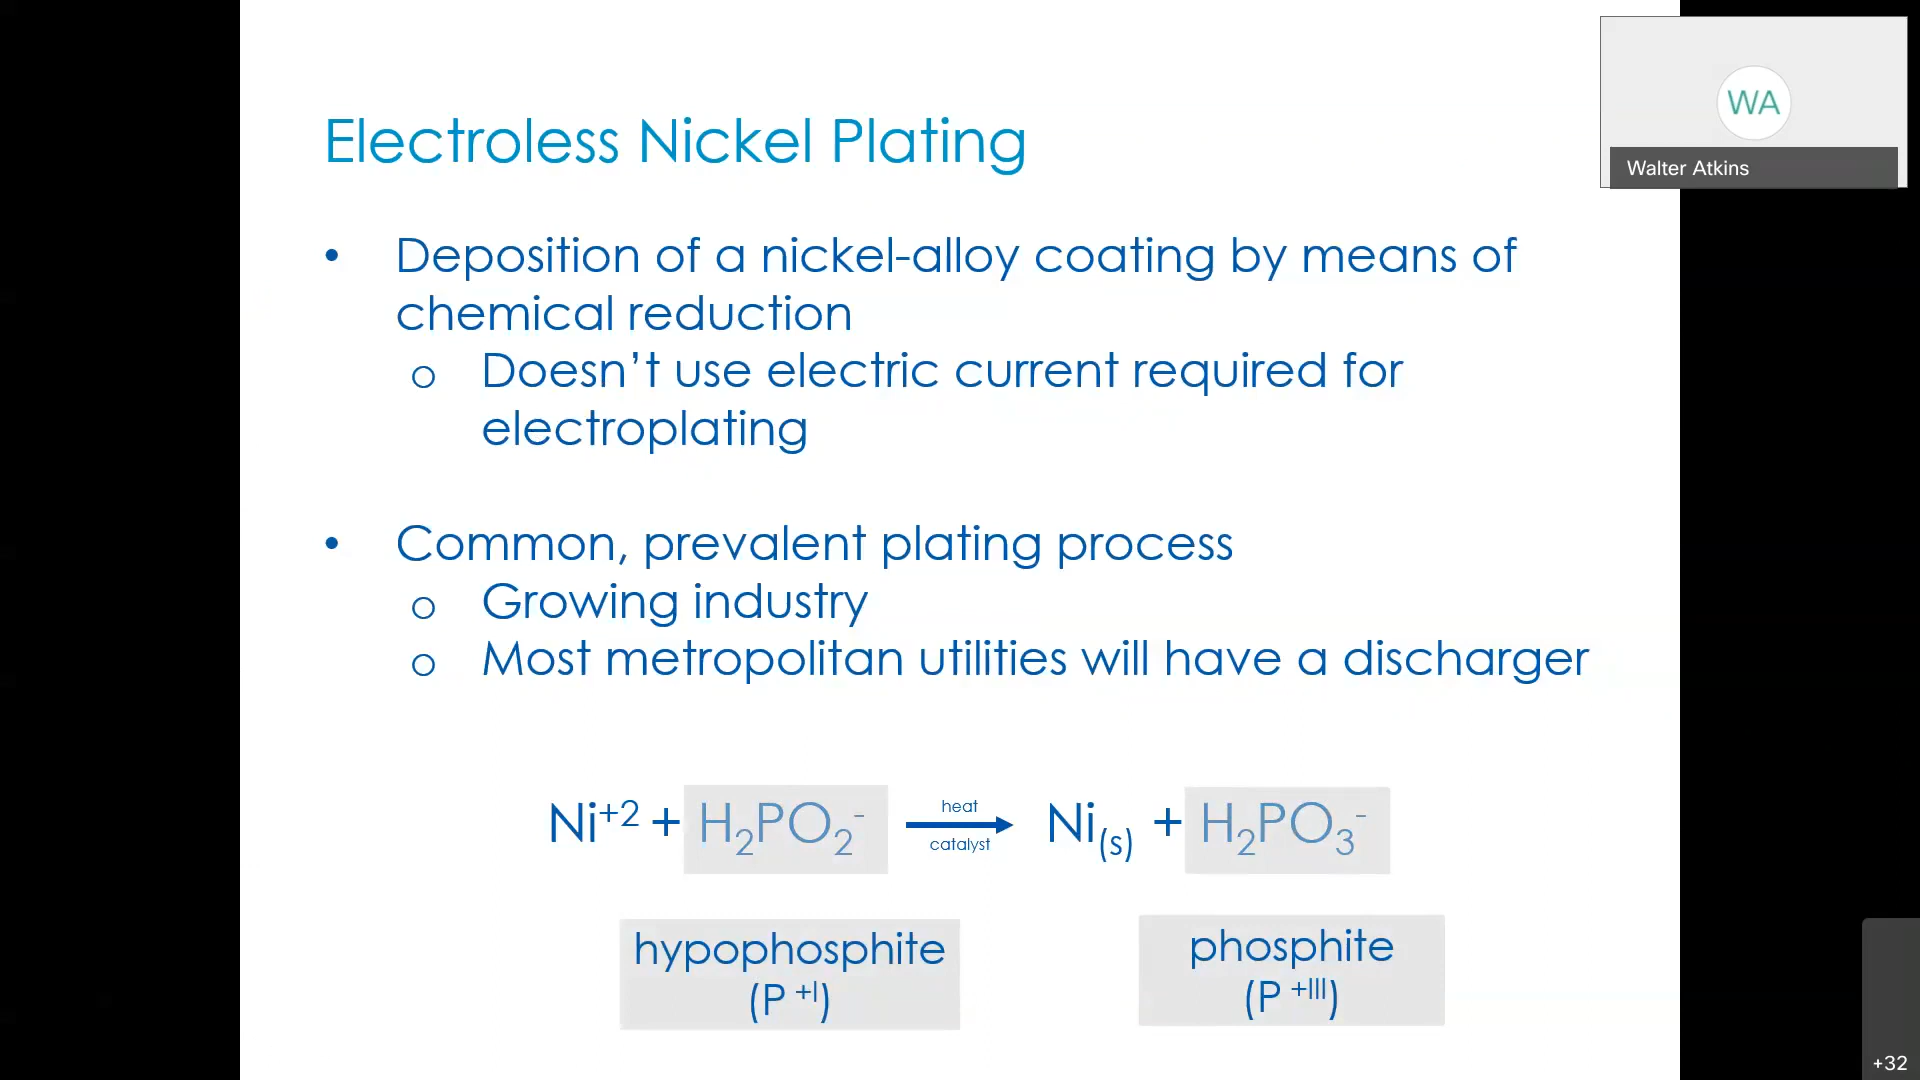 WA
Walter Atkins
Electroless Nickel Plating
• Deposition of a nickel-alloy coating by means of
chemical reduction
o Doesn’t use electric current required for
electroplating
• Common, prevalent plating process
o Growing industry
o Most metropolitan utilities will have a discharger
heat
Ni⁺² + H₂PO₂⁻ → Ni₍s₎ + H₂PO₃⁻
catalyst
hypophosphite phosphite
(P ⁺ᴵ) (P ⁺ᴵᴵᴵ)
+32